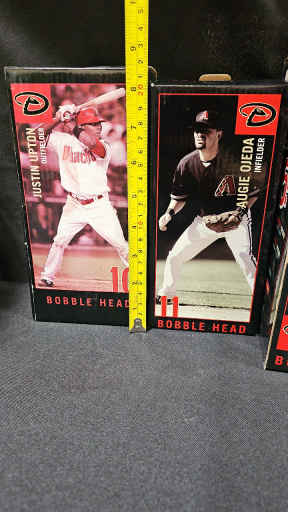 JUSTIN UPTON
OUTFIELDER
10
BOBBLE HEAD
AUGIE OJEDA
INFIELDER
11
BOBBLE HEAD